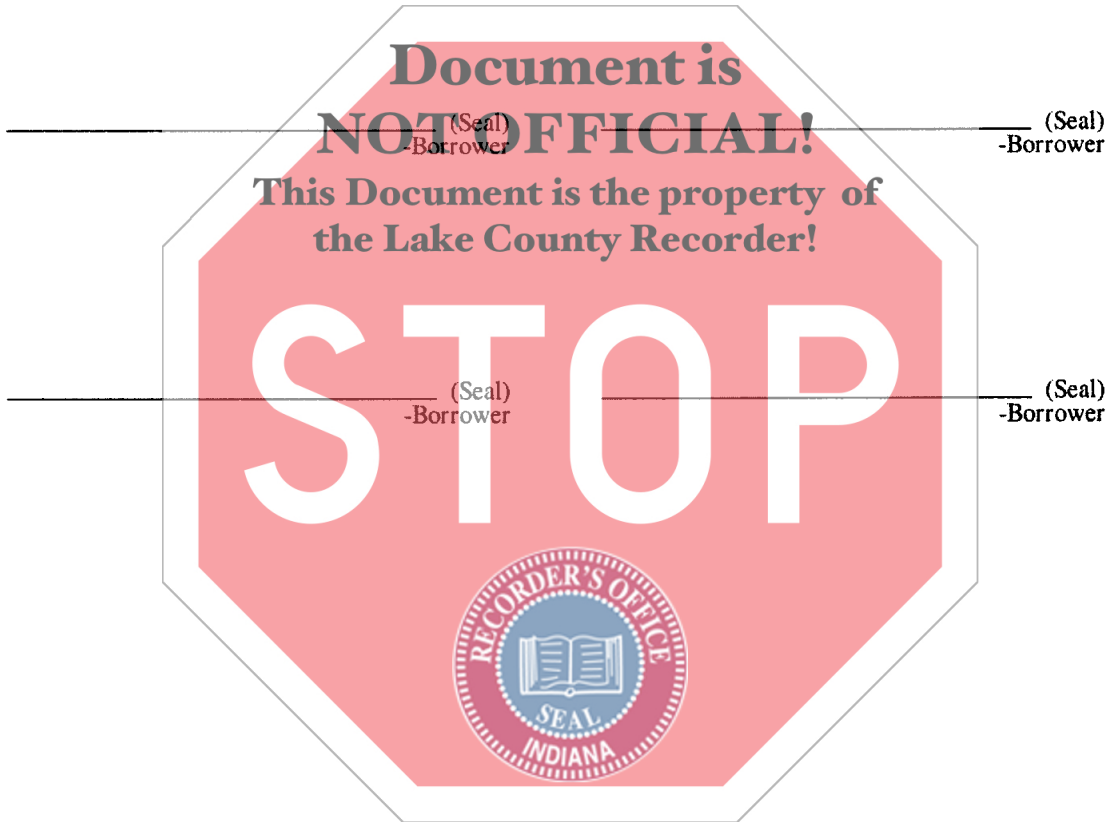 Document is
NOT OFFICIAL!
(Seal) (Seal)
-Borrower -Borrower
This Document is the property of
the Lake County Recorder!
STOP
(Seal) (Seal)
-Borrower -Borrower
RECORDER'S OFFICE
SEAL
INDIANA